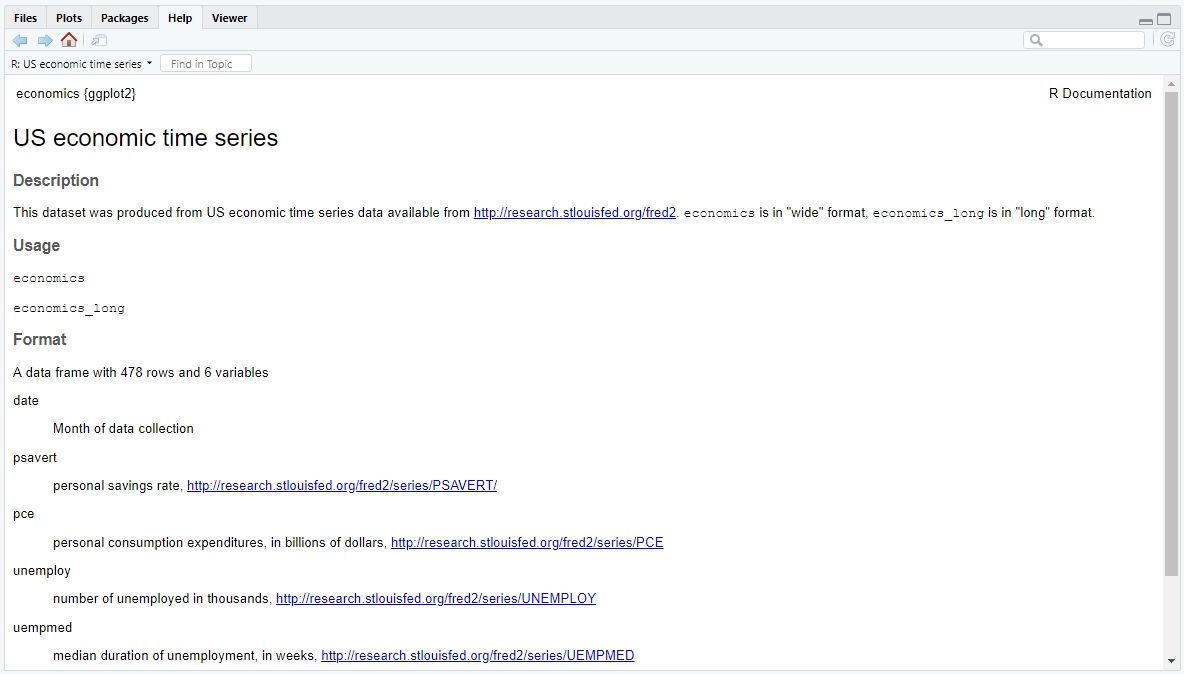 Files Plots Packages Help Viewer
R: US economic time series Find in Topic
economics {ggplot2} R Documentation
US economic time series
Description
This dataset was produced from US economic time series data available from http://research.stlouisfed.org/fred2. economics is in "wide" format, economics_long is in "long" format.
Usage
economics
economics_long
Format
A data frame with 478 rows and 6 variables
date
Month of data collection
psavert
personal savings rate, http://research.stlouisfed.org/fred2/series/PSAVERT/
pce
personal consumption expenditures, in billions of dollars, http://research.stlouisfed.org/fred2/series/PCE
unemploy
number of unemployed in thousands, http://research.stlouisfed.org/fred2/series/UNEMPLOY
uempmed
median duration of unemployment, in weeks, http://research.stlouisfed.org/fred2/series/UEMPMED